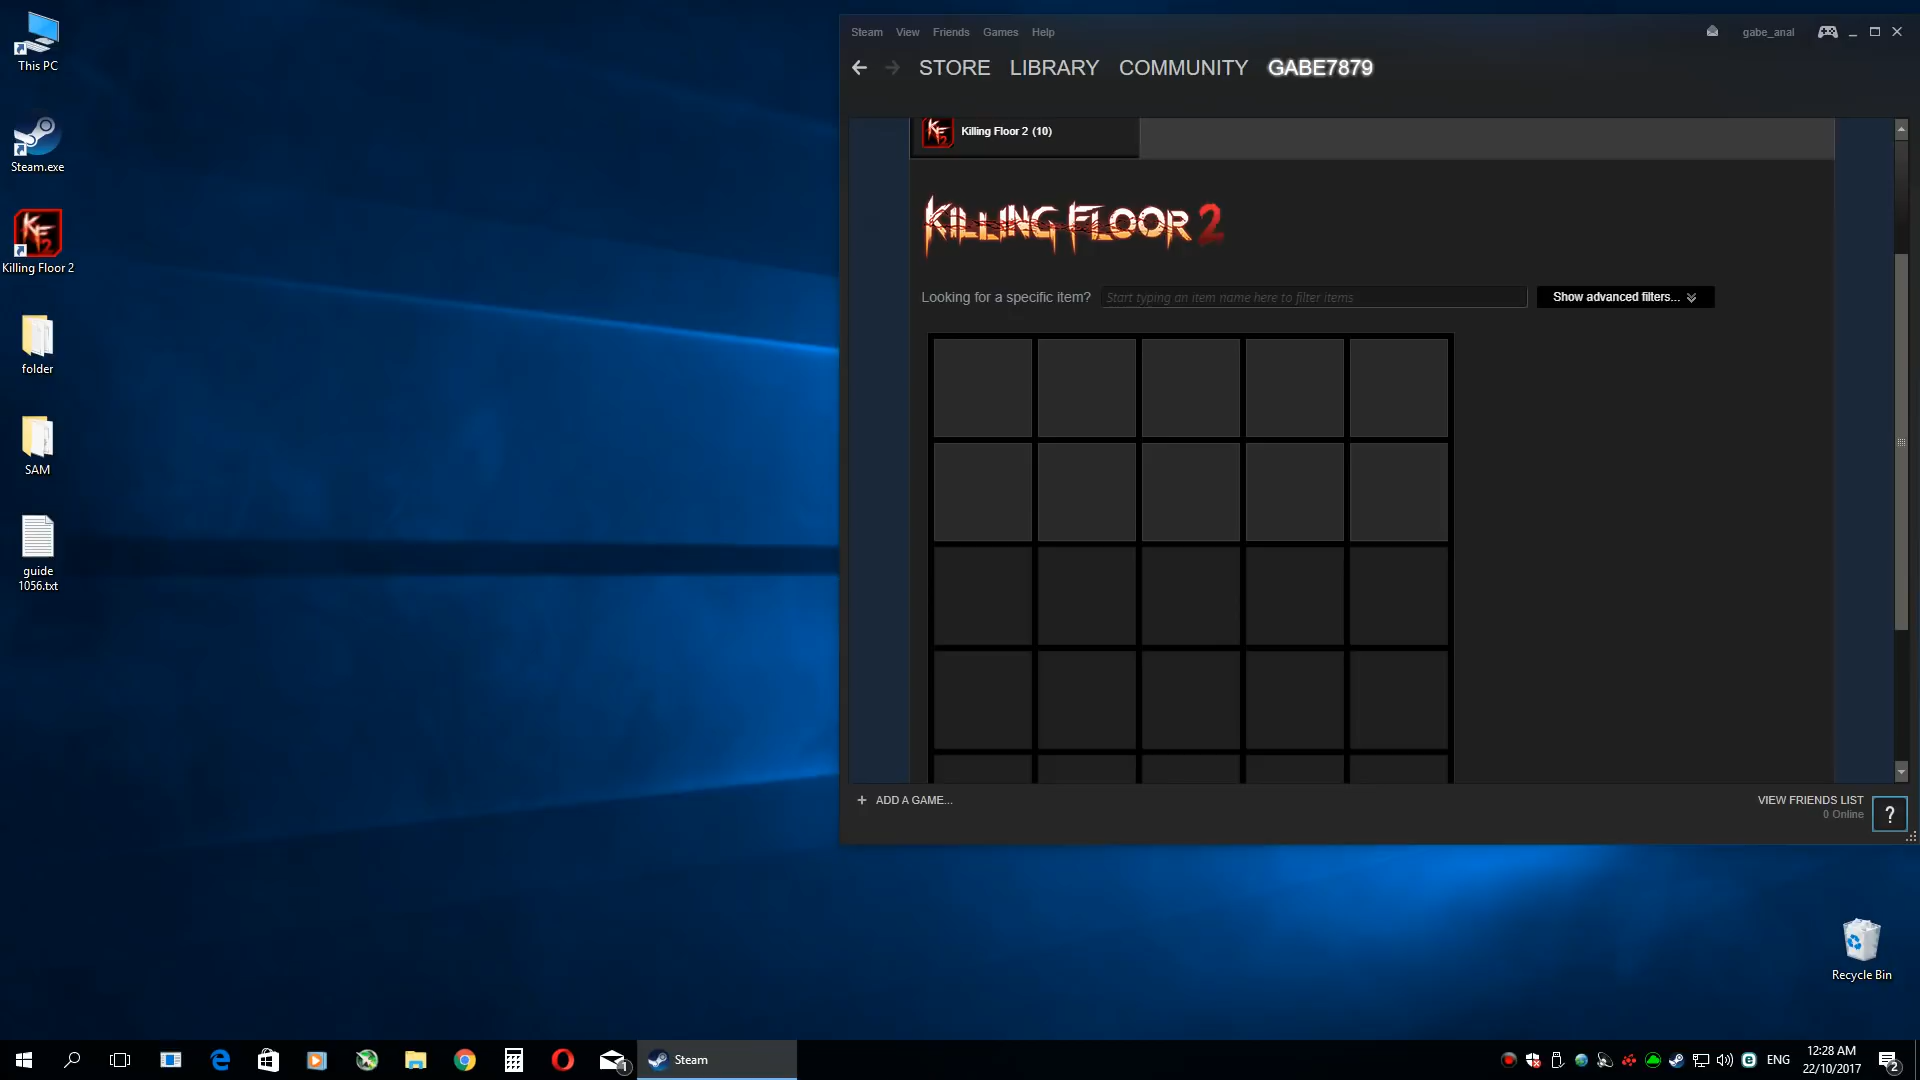 This PC
Steam.exe
Killing Floor 2
folder
SAM
guide
1056.txt
Steam View Friends Games Help
gabe_anal
STORE LIBRARY COMMUNITY GABE7879
Killing Floor 2 (10)
KILLING FLOOR 2
Looking for a specific item? Start typing an item name here to filter items Show advanced filters...
+ ADD A GAME...
VIEW FRIENDS LIST
0 Online
?
Recycle Bin
1
Steam
ENG
12:28 AM
22/10/2017
2